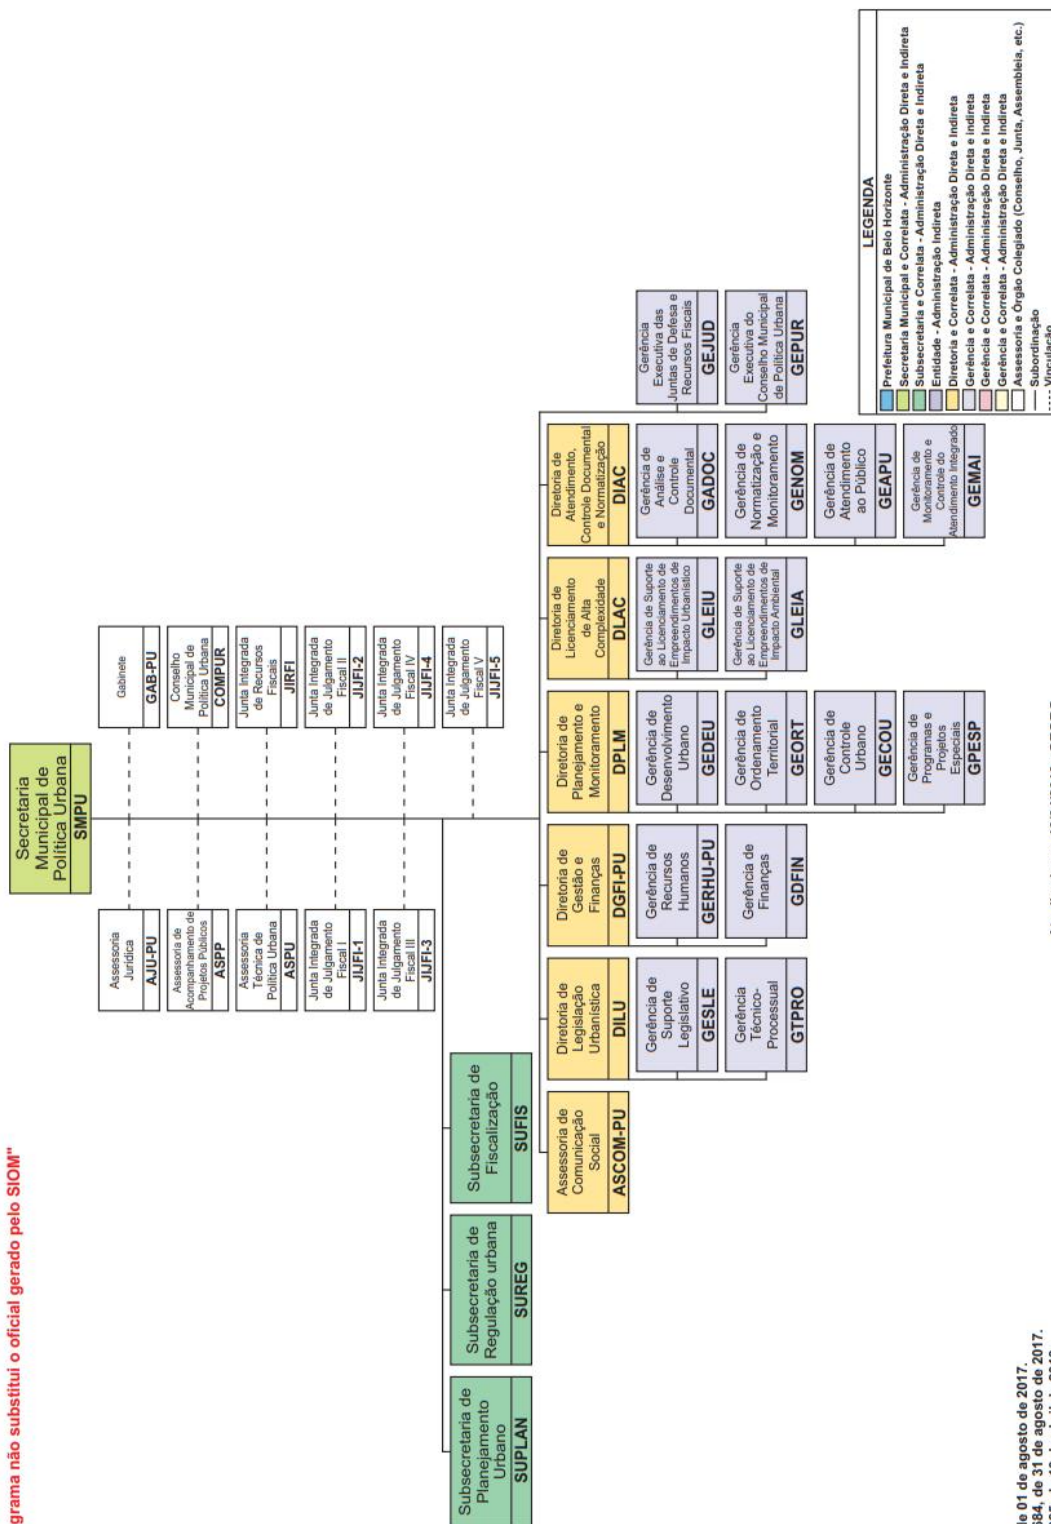 grama não substitui o oficial gerado pelo SIOM"
Secretaria
Municipal de
Política Urbana
SMPU
Assessoria
Jurídica
AJU-PU
Gabinete
GAB-PU
Assessoria de
Acompanhamento de
Projetos Públicos
ASPP
Conselho
Municipal de
Política Urbana
COMPUR
Assessoria
Técnica de
Política Urbana
ASPU
Junta Integrada
de Recursos
Fiscais
JIRFI
Junta Integrada
de Julgamento
Fiscal I
JIJFI-1
Junta Integrada
de Julgamento
Fiscal II
JIJFI-2
Junta Integrada
de Julgamento
Fiscal III
JIJFI-3
Junta Integrada
de Julgamento
Fiscal IV
JIJFI-4
Junta Integrada
de Julgamento
Fiscal V
JIJFI-5
Subsecretaria de
Planejamento
Urbano
SUPLAN
Subsecretaria de
Regulação urbana
SUREG
Subsecretaria de
Fiscalização
SUFIS
Assessoria de
Comunicação
Social
ASCOM-PU
Diretoria de
Legislação
Urbanística
DILU
Gerência de
Suporte
Legislativo
GESLE
Gerência
Técnico-
Processual
GTPRO
Diretoria de
Gestão e
Finanças
DGFI-PU
Gerência de
Recursos
Humanos
GERHU-PU
Gerência de
Finanças
GDFIN
Diretoria de
Planejamento e
Monitoramento
DPLM
Gerência de
Desenvolvimento
Urbano
GEDEU
Gerência de
Ordenamento
Territorial
GEORT
Gerência de
Controle
Urbano
GECOU
Gerência de
Programas e
Projetos
Especiais
GPESP
Diretoria de
Licenciamento
de Alta
Complexidade
DLAC
Gerência de Suporte
ao Licenciamento de
Empreendimentos de
Impacto Urbanístico
GLEIU
Gerência de Suporte
ao Licenciamento de
Empreendimentos de
Impacto Ambiental
GLEIA
Diretoria de
Atendimento,
Controle Documental
e Normatização
DIAC
Gerência de
Análise e
Controle
Documental
GADOC
Gerência de
Normatização e
Monitoramento
GENOM
Gerência de
Atendimento
ao Público
GEAPU
Gerência de
Monitoramento e
Controle do
Atendimento Integrado
GEMAI
Gerência
Executiva das
Juntas de Defesa e
Recursos Fiscais
GEJUD
Gerência
Executiva do
Conselho Municipal
de Política Urbana
GEPUR
LEGENDA
Prefeitura Municipal de Belo Horizonte
Secretaria Municipal e Correlata - Administração Direta e Indireta
Subsecretaria e Correlata - Administração Direta e Indireta
Entidade - Administração Indireta
Diretoria e Correlata - Administração Direta e Indireta
Gerência e Correlata - Administração Direta e indireta
Gerência e Correlata - Administração Direta e Indireta
Gerência e Correlata - Administração Direta e Indireta
Assessoria e Órgão Colegiado (Conselho, Junta, Assembleia, etc.)
Subordinação
Vinculação
de 01 de agosto de 2017.
684, de 31 de agosto de 2017.